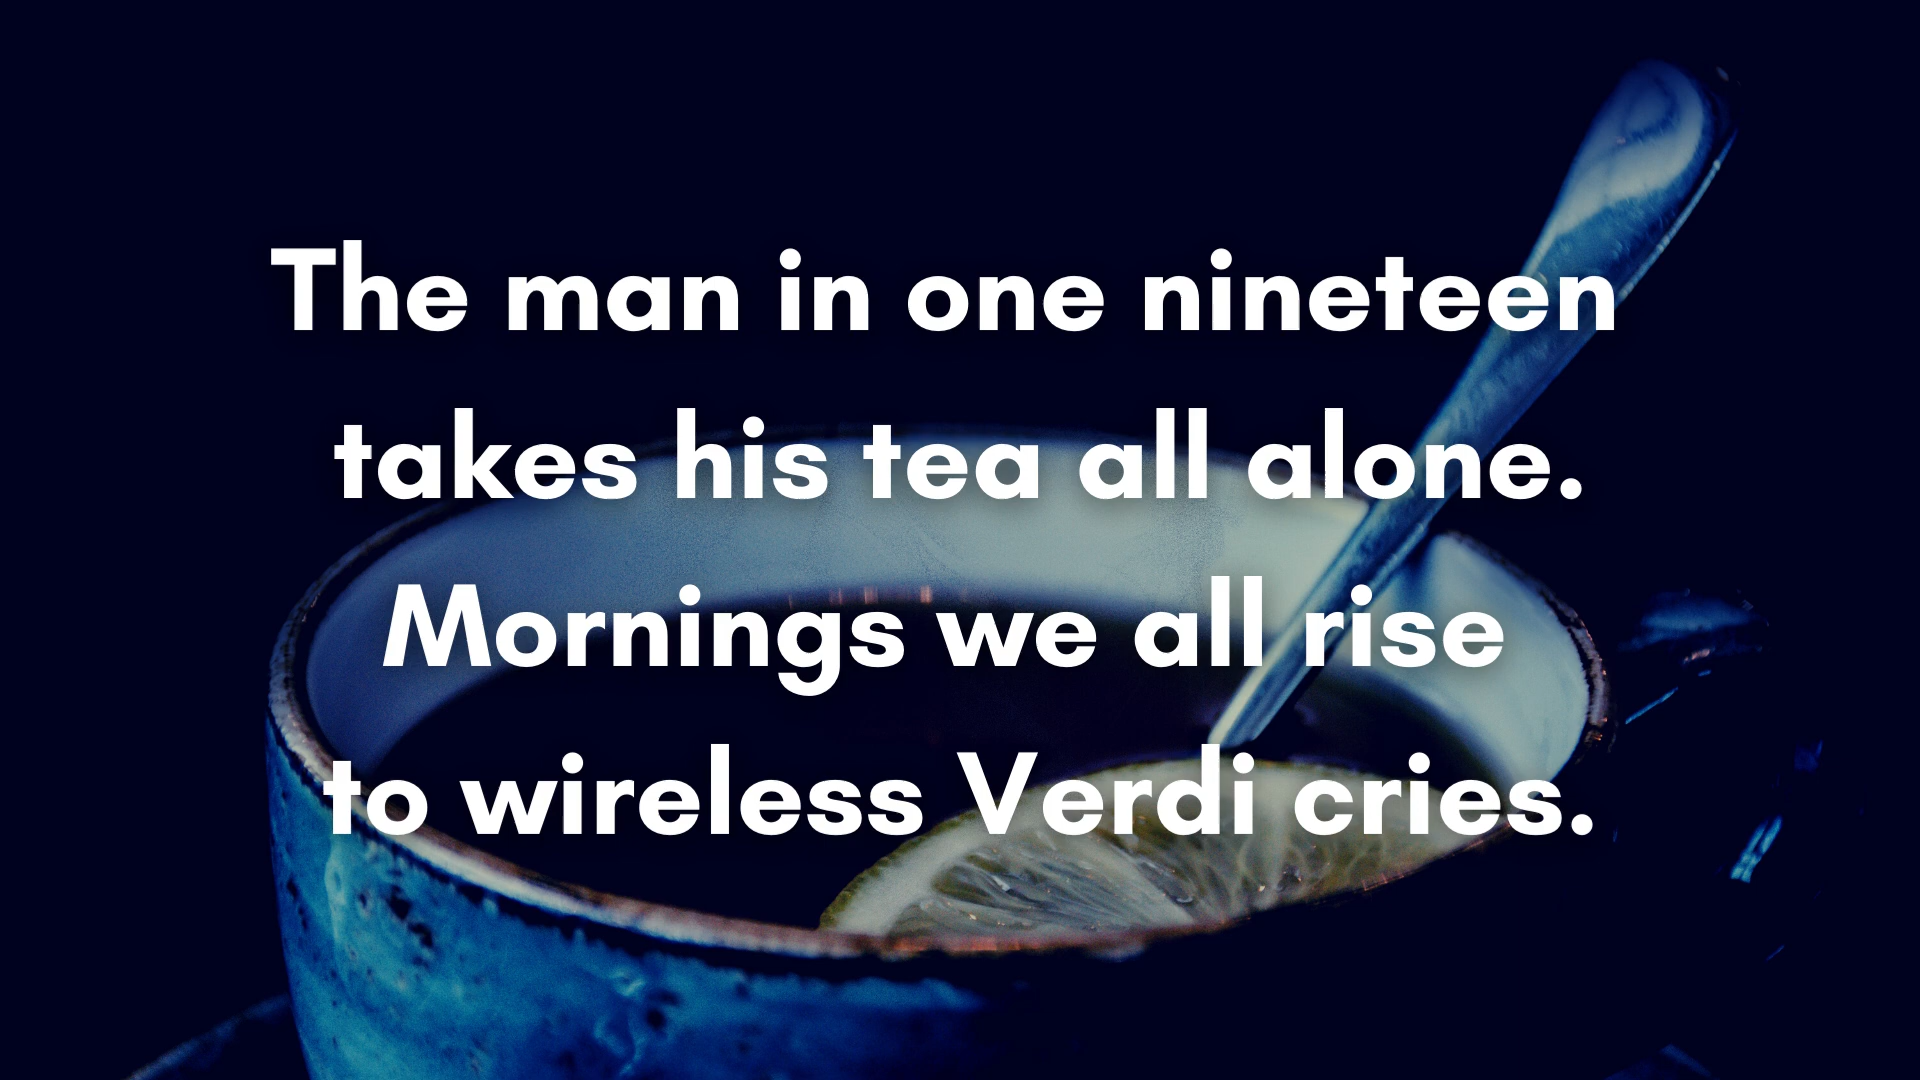 The man in one nineteen
takes his tea all alone.
Mornings we all rise
to wireless Verdi cries.